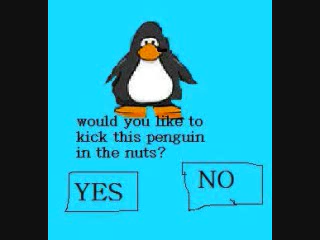 would you like to
kick this penguin
in the nuts?
YES
NO